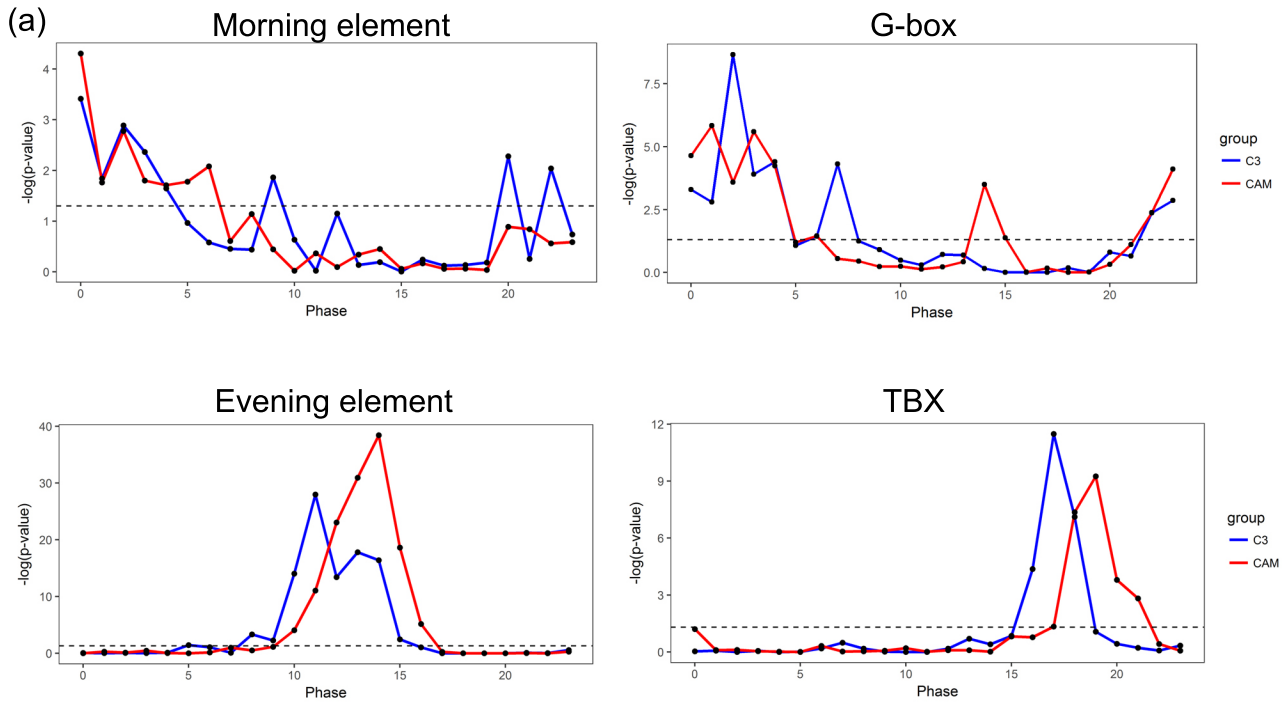 (a)
Morning element
-log(p-value)
4
3
2
1
0
0 5 10 15 20
Phase
G-box
-log(p-value)
7.5
5.0
2.5
0.0
0 5 10 15 20
Phase
group
C3
CAM
Evening element
-log(p-value)
40
30
20
10
0
0 5 10 15 20
Phase
TBX
-log(p-value)
12
9
6
3
0
0 5 10 15 20
Phase
group
C3
CAM